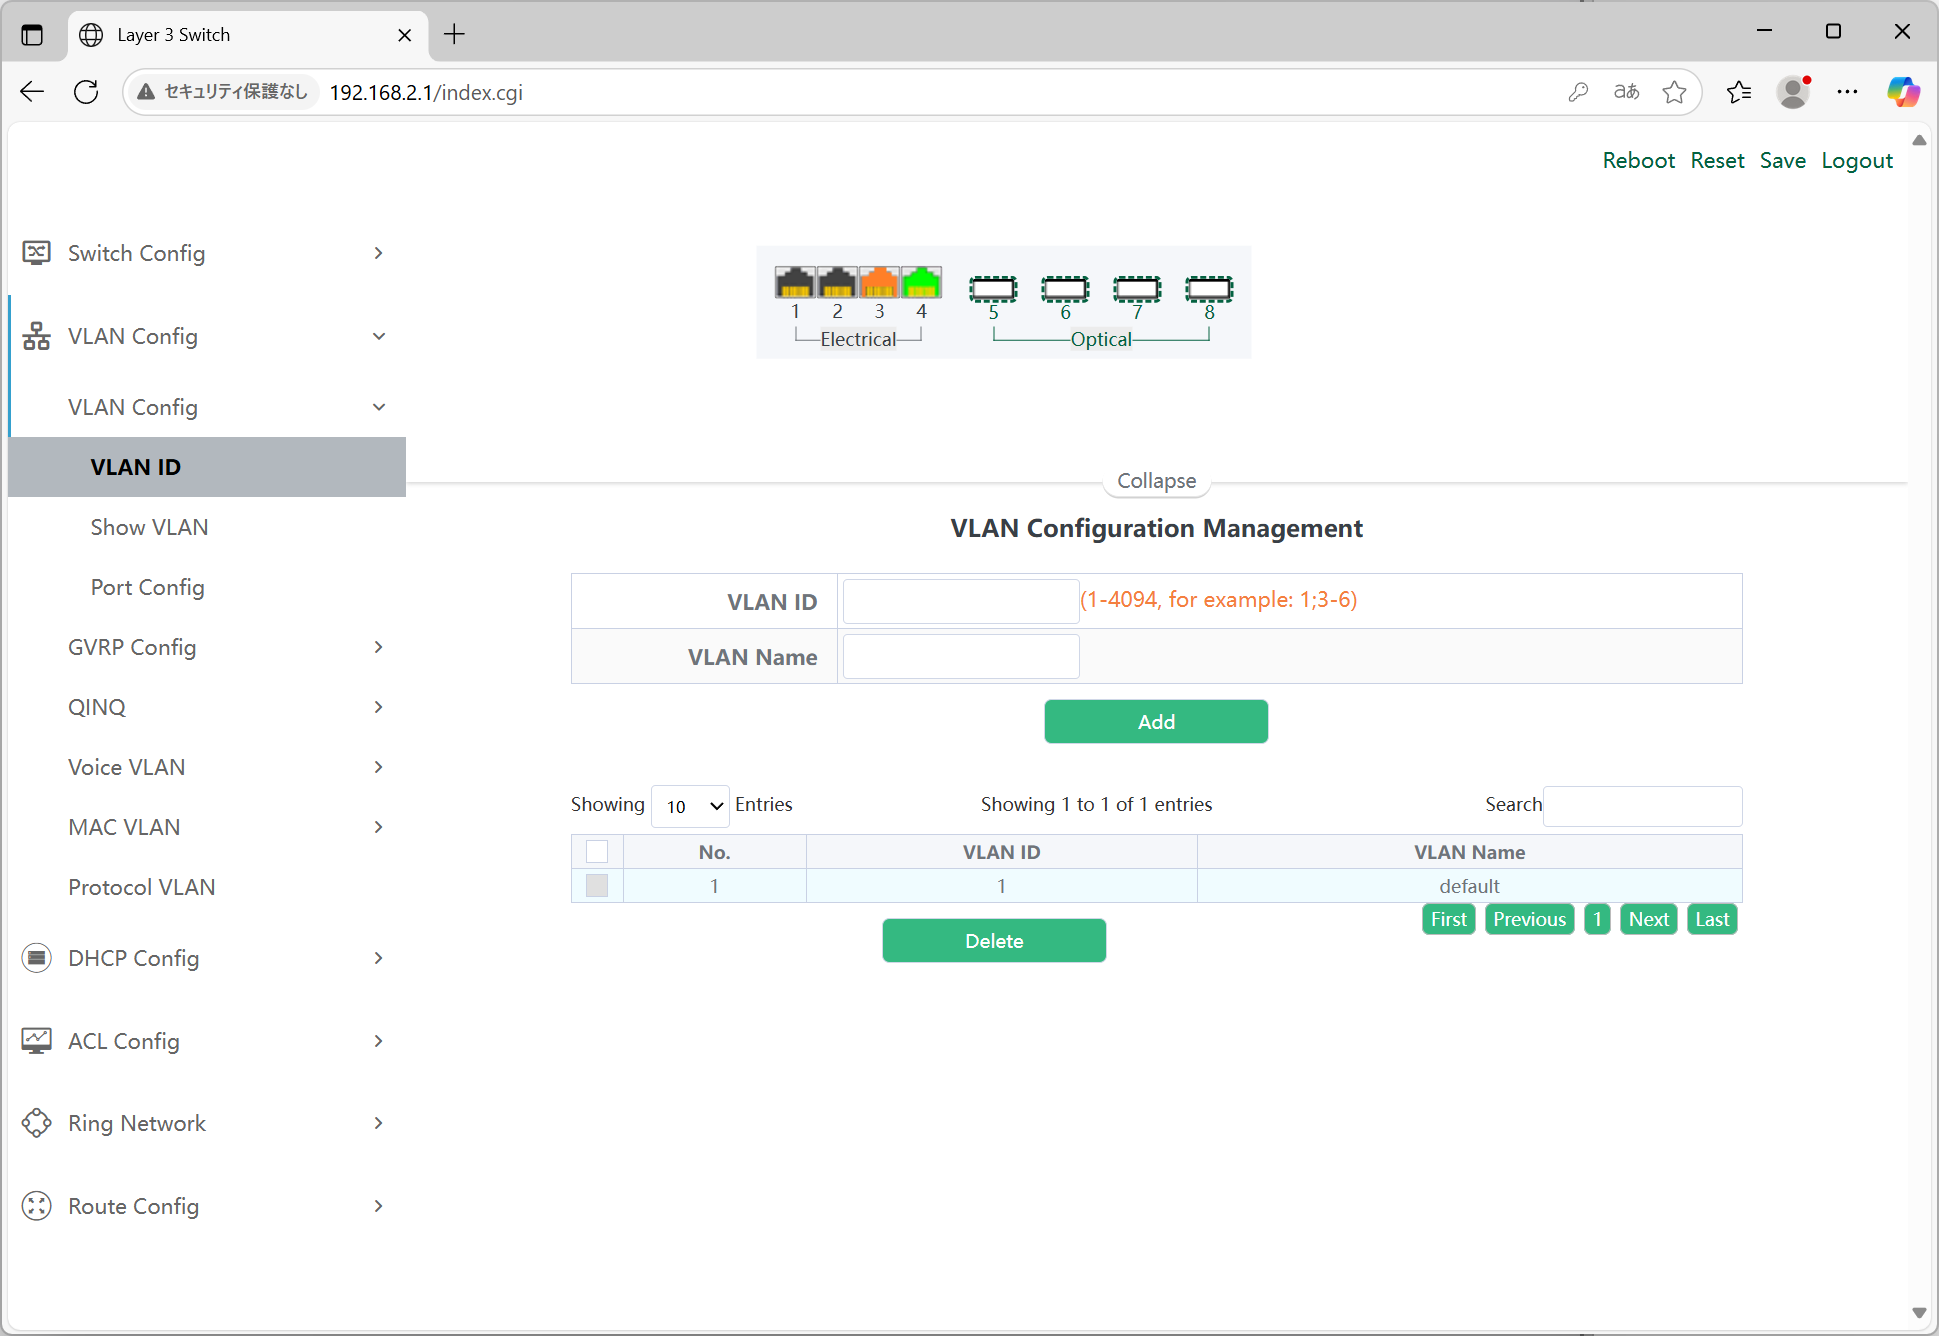 Layer 3 Switch
セキュリティ保護なし 192.168.2.1/index.cgi aあ
Reboot Reset Save Logout
Switch Config
VLAN Config
VLAN Config
VLAN ID
Show VLAN
Port Config
GVRP Config
QINQ
Voice VLAN
MAC VLAN
Protocol VLAN
DHCP Config
ACL Config
Ring Network
Route Config
1 2 3 4 5 6 7 8
Electrical Optical
Collapse
VLAN Configuration Management
VLAN ID (1-4094, for example: 1;3-6)
VLAN Name
Add
Showing 10 Entries Showing 1 to 1 of 1 entries Search
No. VLAN ID VLAN Name
1 1 default
First Previous 1 Next Last
Delete